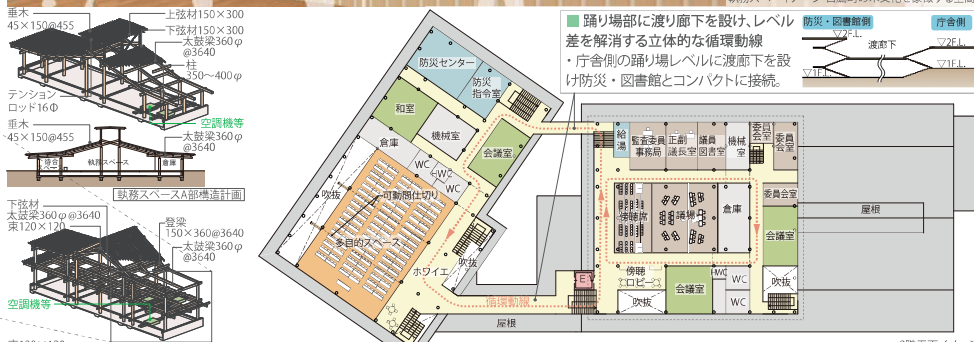 垂木
45×150@455
上弦材150×300
下弦材150×300
太鼓梁360φ
@3640
柱
350～400φ
テンション
ロッド16Φ
空調機等
垂木
45×150@455
太鼓梁360φ
@3640
待合
スペース
執務スペース
倉庫
執務スペースA部構造計画
下弦材
太鼓梁360φ@3640
束120×120
登梁
150×360@3640
太鼓梁360φ
@3640
空調機等
■ 踊り場部に渡り廊下を設け、レベル
差を解消する立体的な循環動線
・庁舎側の踊り場レベルに渡廊下を設
け防災・図書館とコンパクトに接続。
防災・図書館側
庁舎側
▽2F.L.
渡廊下
▽2F.L.
▽1F.L.
▽1F.L.
防災センター
防災
指令室
和室
機械室
倉庫
会議室
WC
WC
WC
吹抜
可動間仕切り
多目的スペース
ホワイエ
吹抜
循環動線
屋根
EV
給
湯
監査委員
事務局
正副
議長室
議員
図書室
機械
室
委員
会室
委員
会室
委員会室
傍聴席
議場
倉庫
会議室
屋根
傍聴
ロビー
吹抜
会議室
HWC
WC
WC
吹抜